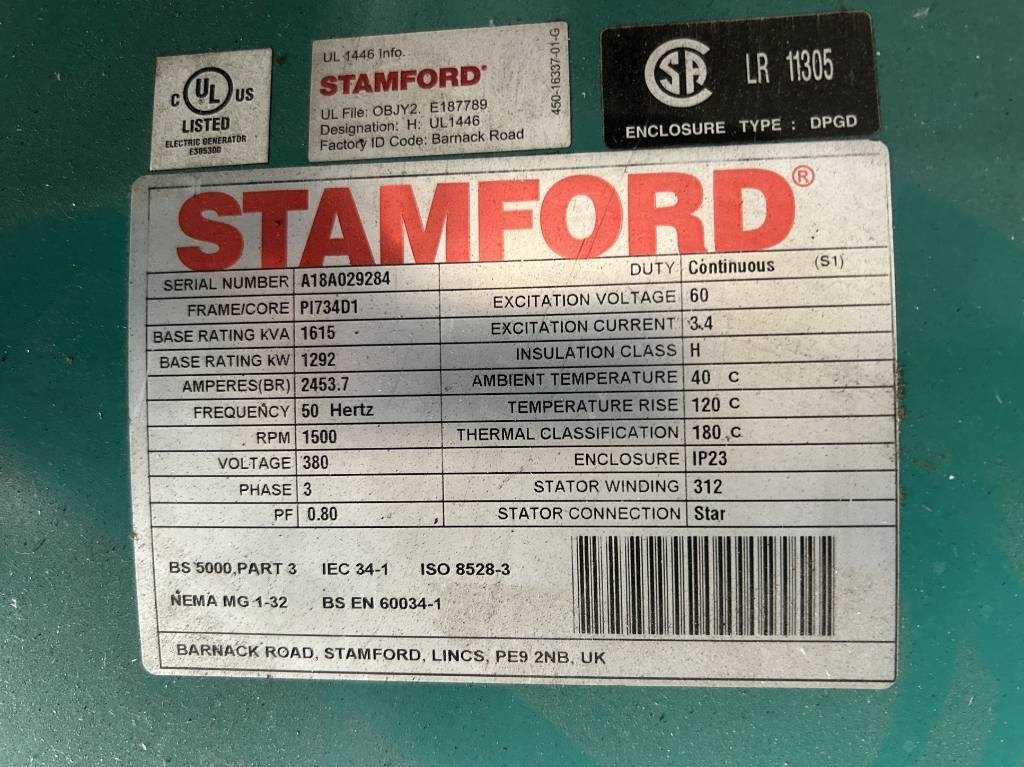 C UL US
LISTED
ELECTRIC GENERATOR
E305300
UL 1446 Info.
STAMFORD®
UL File: OBJY2. E187789
Designation: H: UL1446
Factory ID Code: Barnack Road
450-16337-01-G
SA LR 11305
ENCLOSURE TYPE : DPGD
STAMFORD®
SERIAL NUMBER A18A029284 DUTY Continuous (S1)
FRAME/CORE PI734D1 EXCITATION VOLTAGE 60
BASE RATING kVA 1615 EXCITATION CURRENT 3.4
BASE RATING kW 1292 INSULATION CLASS H
AMPERES(BR) 2453.7 AMBIENT TEMPERATURE 40 C
FREQUENCY 50 Hertz TEMPERATURE RISE 120 C
RPM 1500 THERMAL CLASSIFICATION 180 C
VOLTAGE 380 ENCLOSURE IP23
PHASE 3 STATOR WINDING 312
PF 0.80 STATOR CONNECTION Star
BS 5000,PART 3 IEC 34-1 ISO 8528-3
NEMA MG 1-32 BS EN 60034-1
BARNACK ROAD, STAMFORD, LINCS, PE9 2NB, UK